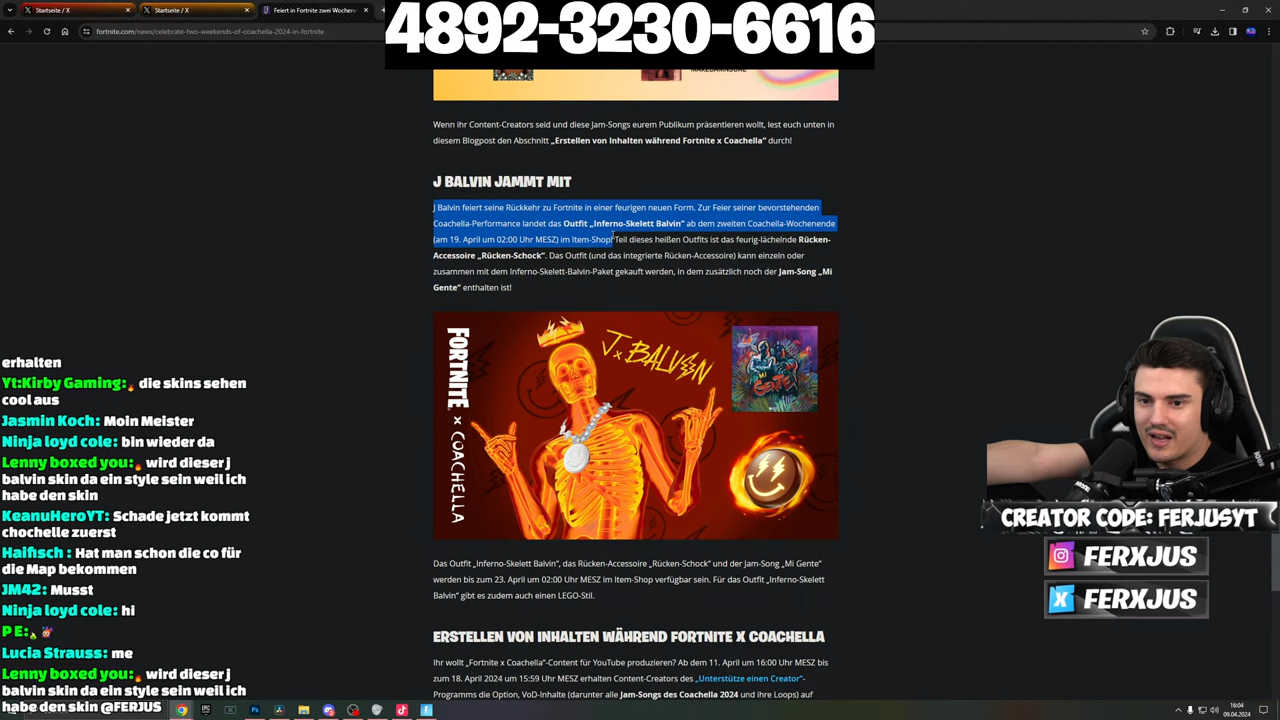 Startseite / X
Startseite / X
Feiert in Fortnite zwei Wochen
fortnite.com/news/celebrate-two-weekends-of-coachella-2024-in-fortnite
4892-3230-6616
Wenn ihr Content-Creators seid und diese Jam-Songs eurem Publikum präsentieren wollt, lest euch unten in
diesem Blogpost den Abschnitt „Erstellen von Inhalten während Fortnite x Coachella“ durch!
J BALVIN JAMMT MIT
J Balvin feiert seine Rückkehr zu Fortnite in einer feurigen neuen Form. Zur Feier seiner bevorstehenden
Coachella-Performance landet das Outfit „Inferno-Skelett Balvin“ ab dem zweiten Coachella-Wochenende
(am 19. April um 02:00 Uhr MESZ) im Item-Shop! Teil dieses heißen Outfits ist das feurig-lächelnde Rücken-
Accessoire „Rücken-Schock“. Das Outfit (und das integrierte Rücken-Accessoire) kann einzeln oder
zusammen mit dem Inferno-Skelett-Balvin-Paket gekauft werden, in dem zusätzlich noch der Jam-Song „Mi
Gente“ enthalten ist!
FORTNITE x COACHELLA
J. BALVIN
MI GENTE
Das Outfit „Inferno-Skelett Balvin“, das Rücken-Accessoire „Rücken-Schock“ und der Jam-Song „Mi Gente“
werden bis zum 23. April um 02:00 Uhr MESZ im Item-Shop verfügbar sein. Für das Outfit „Inferno-Skelett
Balvin“ gibt es zudem auch einen LEGO-Stil.
ERSTELLEN VON INHALTEN WÄHREND FORTNITE X COACHELLA
Ihr wollt „Fortnite x Coachella“-Content für YouTube produzieren? Ab dem 11. April um 16:00 Uhr MESZ bis
zum 18. April 2024 um 15:59 Uhr MESZ erhalten Content-Creators des „Unterstütze einen Creator“-
Programms die Option, VoD-Inhalte (darunter alle Jam-Songs des Coachella 2024 und ihre Loops) auf
erhalten
Yt:Kirby Gaming: die skins sehen
cool aus
Jasmin Koch: Moin Meister
Ninja loyd cole: bin wieder da
Lenny boxed you: wird dieser j
balvin skin da ein style sein weil ich
habe den skin
KeanuHeroYT: Schade jetzt kommt
chochelle zuerst
Haifisch : Hat man schon die co für
die Map bekommen
JM42: Musst
Ninja loyd cole: hi
P E:
Lucia Strauss: me
Lenny boxed you: wird dieser j
balvin skin da ein style sein weil ich
habe den skin @FERJUS
CREATOR CODE: FERJUSYT
FERXJUS
FERXJUS
16:04
09.04.2024